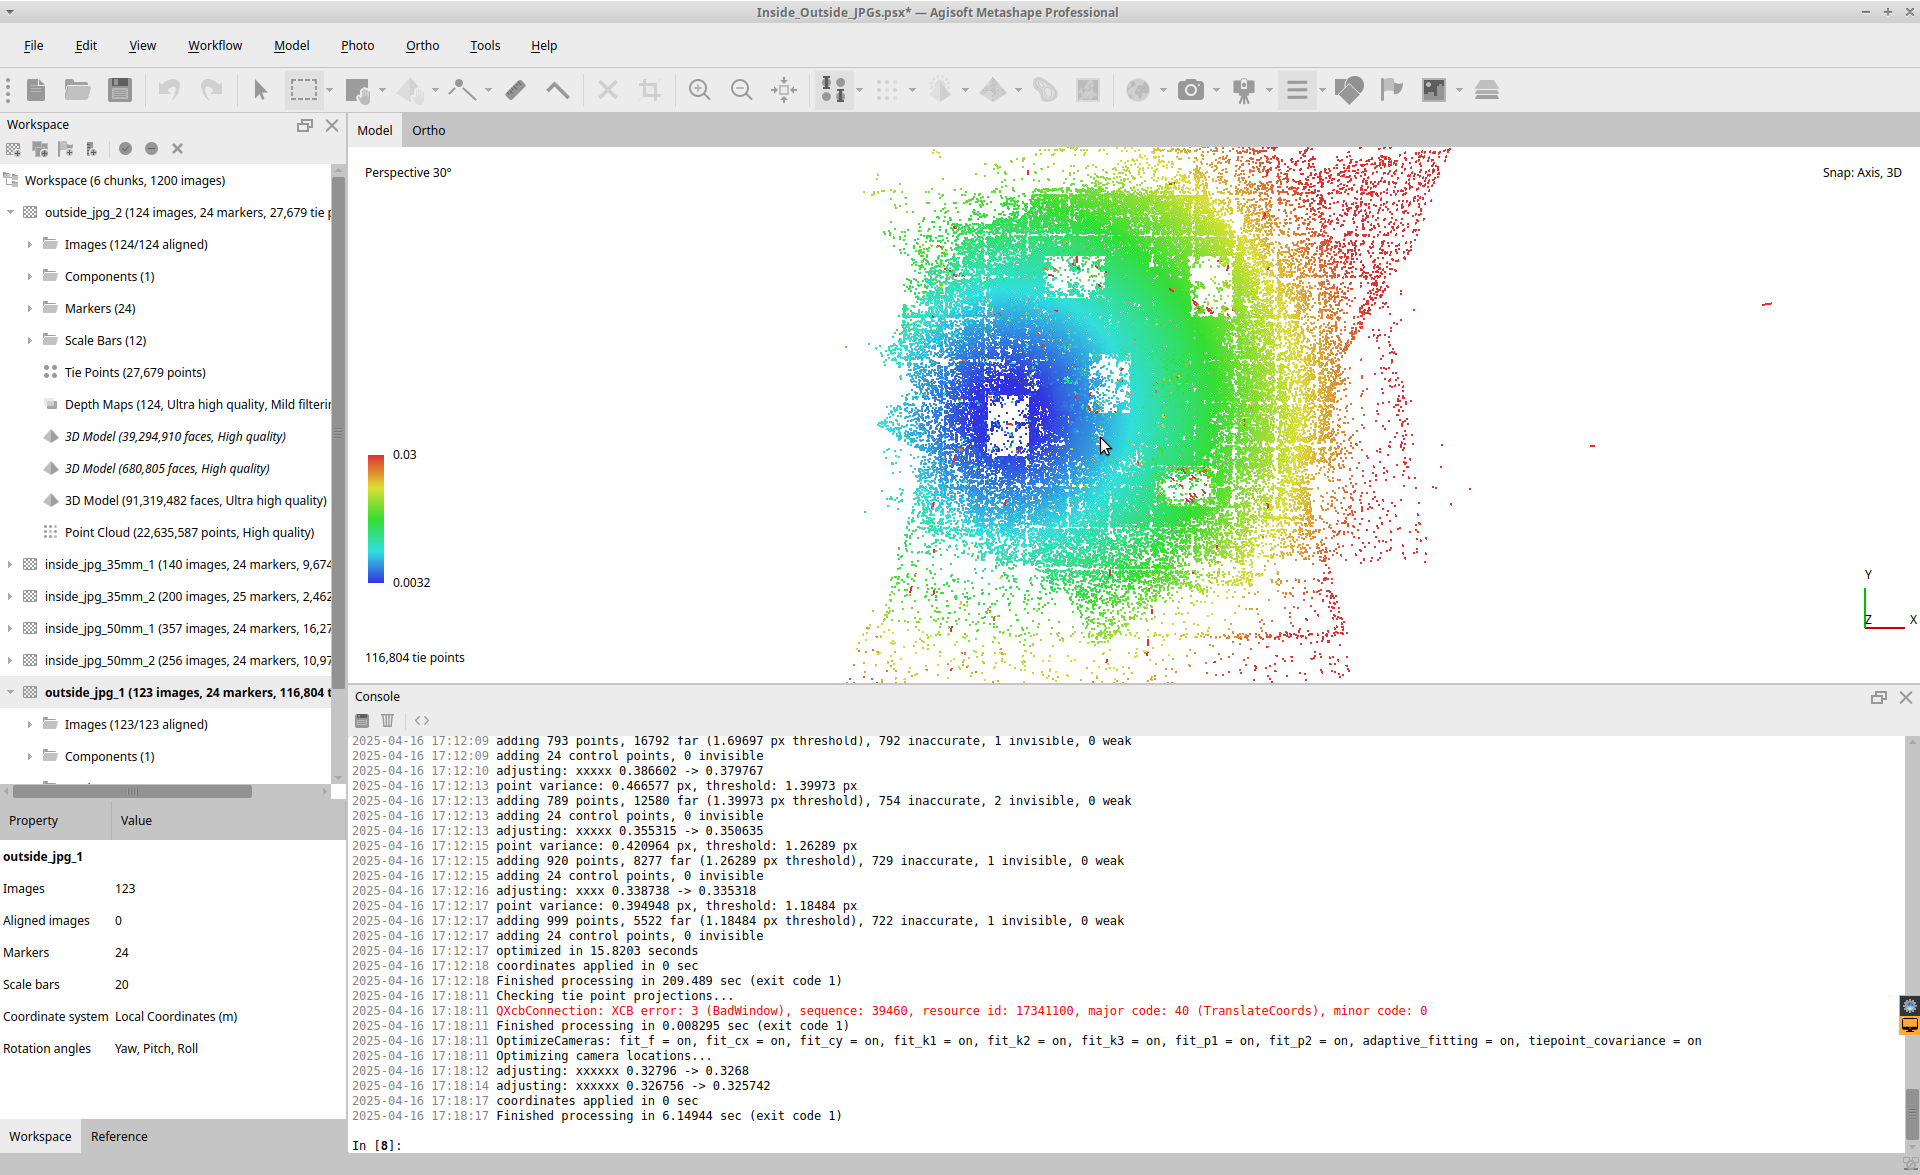 Inside_Outside_JPGs.psx* — Agisoft Metashape Professional
File Edit View Workflow Model Photo Ortho Tools Help
Workspace
Workspace (6 chunks, 1200 images)
outside_jpg_2 (124 images, 24 markers, 27,679 tie p
Images (124/124 aligned)
Components (1)
Markers (24)
Scale Bars (12)
Tie Points (27,679 points)
Depth Maps (124, Ultra high quality, Mild filterin
3D Model (39,294,910 faces, High quality)
3D Model (680,805 faces, High quality)
3D Model (91,319,482 faces, Ultra high quality)
Point Cloud (22,635,587 points, High quality)
inside_jpg_35mm_1 (140 images, 24 markers, 9,674
inside_jpg_35mm_2 (200 images, 25 markers, 2,462
inside_jpg_50mm_1 (357 images, 24 markers, 16,27
inside_jpg_50mm_2 (256 images, 24 markers, 10,97
outside_jpg_1 (123 images, 24 markers, 116,804 t
Images (123/123 aligned)
Components (1)
Property Value
outside_jpg_1
Images 123
Aligned images 0
Markers 24
Scale bars 20
Coordinate system Local Coordinates (m)
Rotation angles Yaw, Pitch, Roll
Workspace Reference
Model Ortho
Perspective 30°
Snap: Axis, 3D
0.03
0.0032
116,804 tie points
Y
Z
X
Console
2025-04-16 17:12:09 adding 793 points, 16792 far (1.69697 px threshold), 792 inaccurate, 1 invisible, 0 weak
2025-04-16 17:12:09 adding 24 control points, 0 invisible
2025-04-16 17:12:10 adjusting: xxxxx 0.386602 -> 0.379767
2025-04-16 17:12:13 point variance: 0.466577 px, threshold: 1.39973 px
2025-04-16 17:12:13 adding 789 points, 12580 far (1.39973 px threshold), 754 inaccurate, 2 invisible, 0 weak
2025-04-16 17:12:13 adding 24 control points, 0 invisible
2025-04-16 17:12:13 adjusting: xxxxx 0.355315 -> 0.350635
2025-04-16 17:12:15 point variance: 0.420964 px, threshold: 1.26289 px
2025-04-16 17:12:15 adding 920 points, 8277 far (1.26289 px threshold), 729 inaccurate, 1 invisible, 0 weak
2025-04-16 17:12:15 adding 24 control points, 0 invisible
2025-04-16 17:12:16 adjusting: xxxx 0.338738 -> 0.335318
2025-04-16 17:12:17 point variance: 0.394948 px, threshold: 1.18484 px
2025-04-16 17:12:17 adding 999 points, 5522 far (1.18484 px threshold), 722 inaccurate, 1 invisible, 0 weak
2025-04-16 17:12:17 adding 24 control points, 0 invisible
2025-04-16 17:12:17 optimized in 15.8203 seconds
2025-04-16 17:12:18 coordinates applied in 0 sec
2025-04-16 17:12:18 Finished processing in 209.489 sec (exit code 1)
2025-04-16 17:18:11 Checking tie point projections...
2025-04-16 17:18:11 QXcbConnection: XCB error: 3 (BadWindow), sequence: 39460, resource id: 17341100, major code: 40 (TranslateCoords), minor code: 0
2025-04-16 17:18:11 Finished processing in 0.008295 sec (exit code 1)
2025-04-16 17:18:11 OptimizeCameras: fit_f = on, fit_cx = on, fit_cy = on, fit_k1 = on, fit_k2 = on, fit_k3 = on, fit_p1 = on, fit_p2 = on, adaptive_fitting = on, tiepoint_covariance = on
2025-04-16 17:18:11 Optimizing camera locations...
2025-04-16 17:18:12 adjusting: xxxxxx 0.32796 -> 0.3268
2025-04-16 17:18:14 adjusting: xxxxxx 0.326756 -> 0.325742
2025-04-16 17:18:17 coordinates applied in 0 sec
2025-04-16 17:18:17 Finished processing in 6.14944 sec (exit code 1)
In [8]: